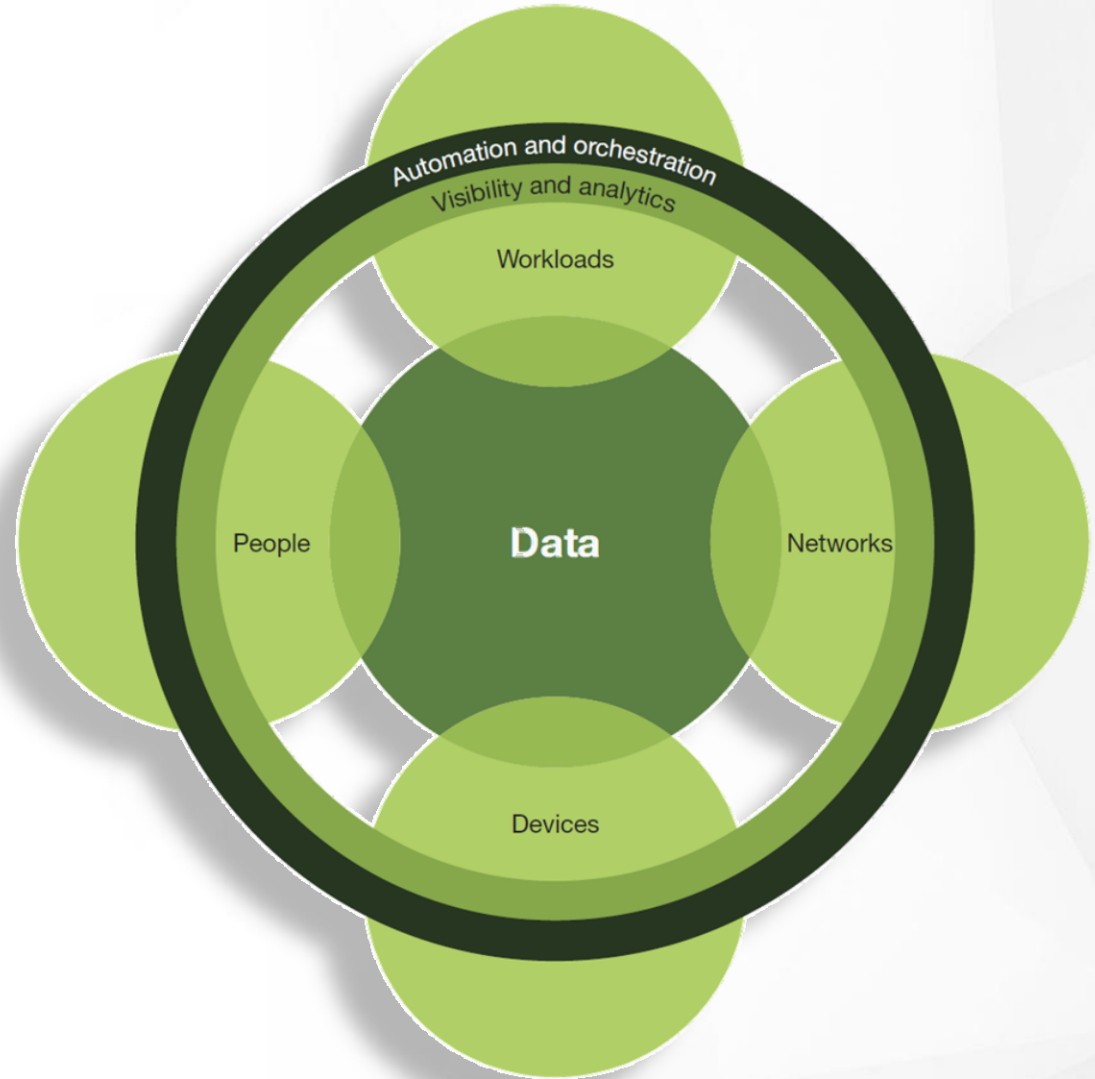 Automation and orchestration
Visibility and analytics
Workloads
People
Data
Networks
Devices